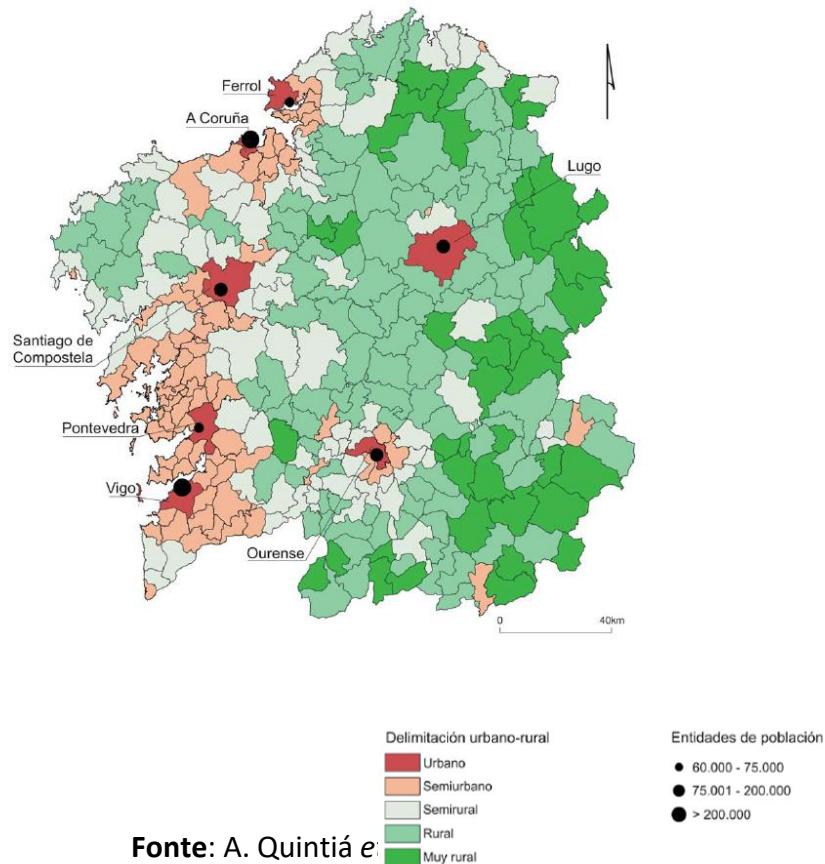 Ferrol
A Coruña
Lugo
Santiago de
Compostela
Pontevedra
Vigo
Ourense
0 40km
Delimitación urbano-rural
Urbano
Semiurbano
Semirural
Rural
Muy rural
Entidades de población
60.000 - 75.000
75.001 - 200.000
> 200.000
Fonte: A. Quintiá